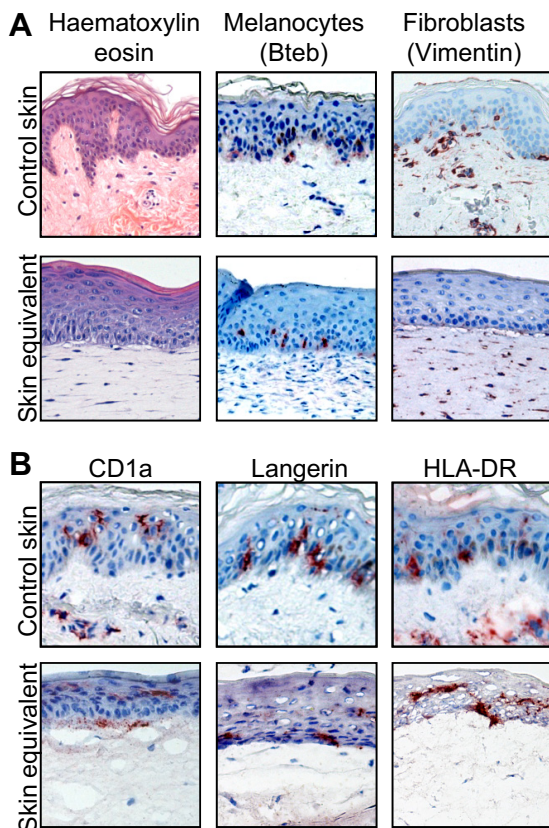 A
Haematoxylin
eosin
Melanocytes
(Bteb)
Fibroblasts
(Vimentin)
Control skin
Skin equivalent
B
CD1a
Langerin
HLA-DR
Control skin
Skin equivalent